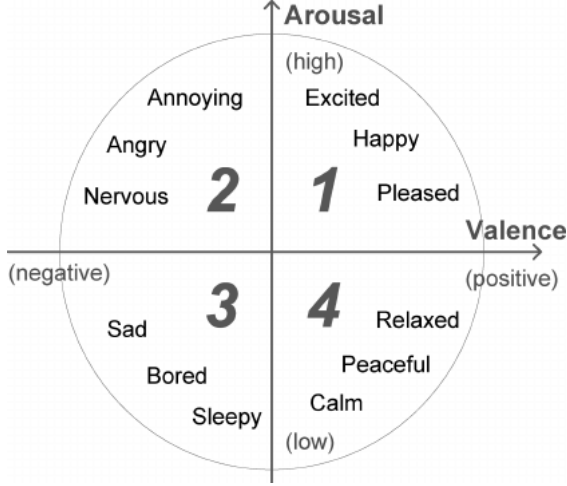 Arousal
(high)
Annoying
Excited
Angry
Happy
Nervous
2
1
Pleased
Valence
(negative)
(positive)
3
4
Sad
Relaxed
Bored
Peaceful
Sleepy
Calm
(low)